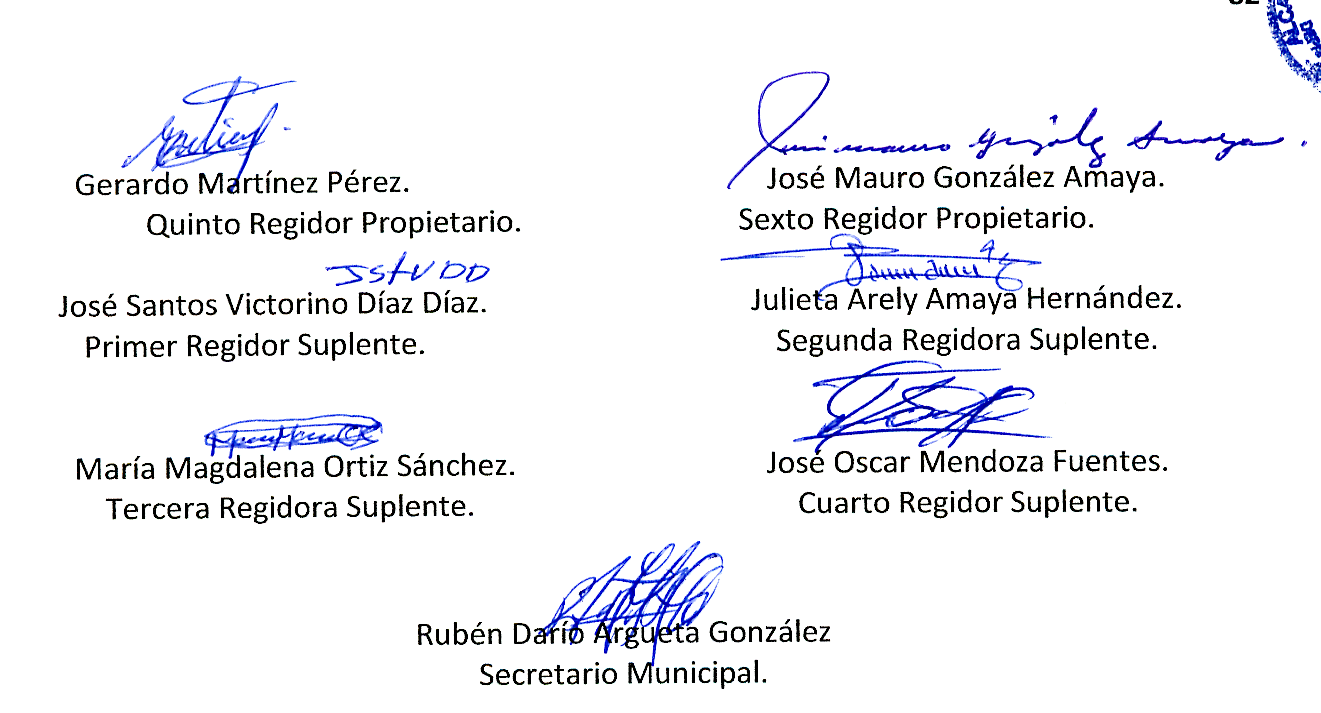 Gerardo Martínez Pérez.
Quinto Regidor Propietario.
José Mauro González Amaya.
Sexto Regidor Propietario.
JStVDD
José Santos Victorino Díaz Díaz.
Primer Regidor Suplente.
Julieta Arely Amaya Hernández.
Segunda Regidora Suplente.
María Magdalena Ortiz Sánchez.
Tercera Regidora Suplente.
José Oscar Mendoza Fuentes.
Cuarto Regidor Suplente.
Rubén Darío Argueta González
Secretario Municipal.